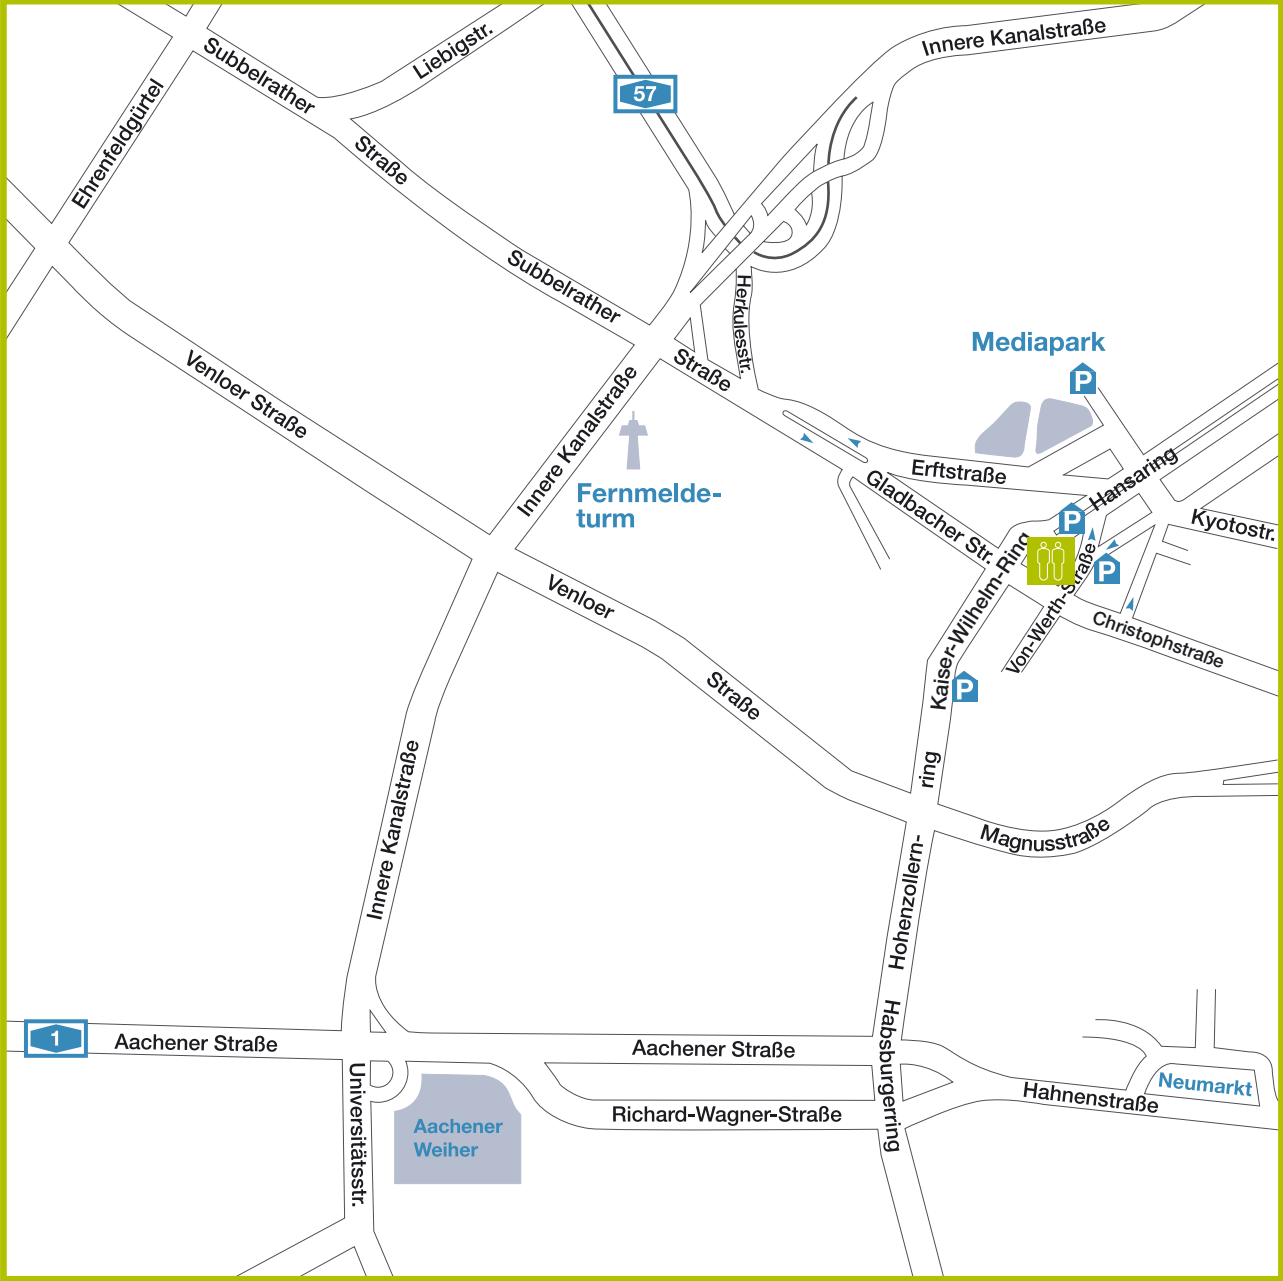 Innere Kanalstraße
Subbelrather
Liebigstr.
57
Ehrenfeldgürtel
Straße
Subbelrather
Herkulesstr.
Mediapark
P
Straße
Venloer Straße
Innere Kanalstraße
Fernmelde-
turm
Erftstraße
Hansaring
Gladbacher Str.
P
Kyotostr.
P
Kaiser-Wilhelm-Ring
Von-Werth-Straße
Christophstraße
Venloer
Straße
P
ring
Magnusstraße
Innere Kanalstraße
Hohenzollern-
1
Aachener Straße
Aachener Straße
Habsburgerring
Neumarkt
Hahnenstraße
Universitätsstr.
Richard-Wagner-Straße
Aachener
Weiher